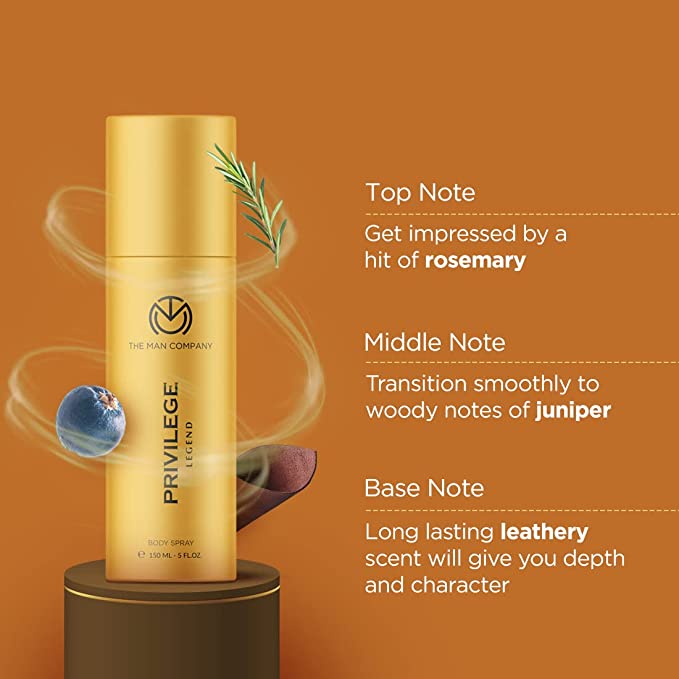 THE MAN COMPANY
PRIVILEGE
LEGEND
BODY SPRAY
℮ 150 ML - 5 FL.OZ.
Top Note
Get impressed by a
hit of rosemary
Middle Note
Transition smoothly to
woody notes of juniper
Base Note
Long lasting leathery
scent will give you depth
and character